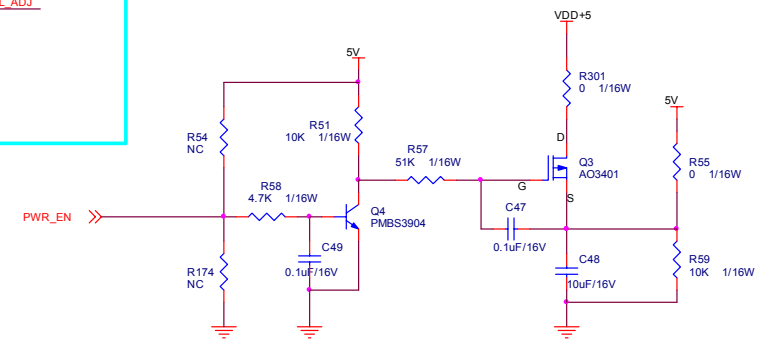 L_ADJ
VDD+5
5V
R301
0 1/16W
5V
R51
10K 1/16W
R54
NC
R57
51K 1/16W
D
Q3
AO3401
G
S
R55
0 1/16W
R58
4.7K 1/16W
PWR_EN
Q4
PMBS3904
C47
0.1uF/16V
C49
0.1uF/16V
C48
10uF/16V
R59
10K 1/16W
R174
NC